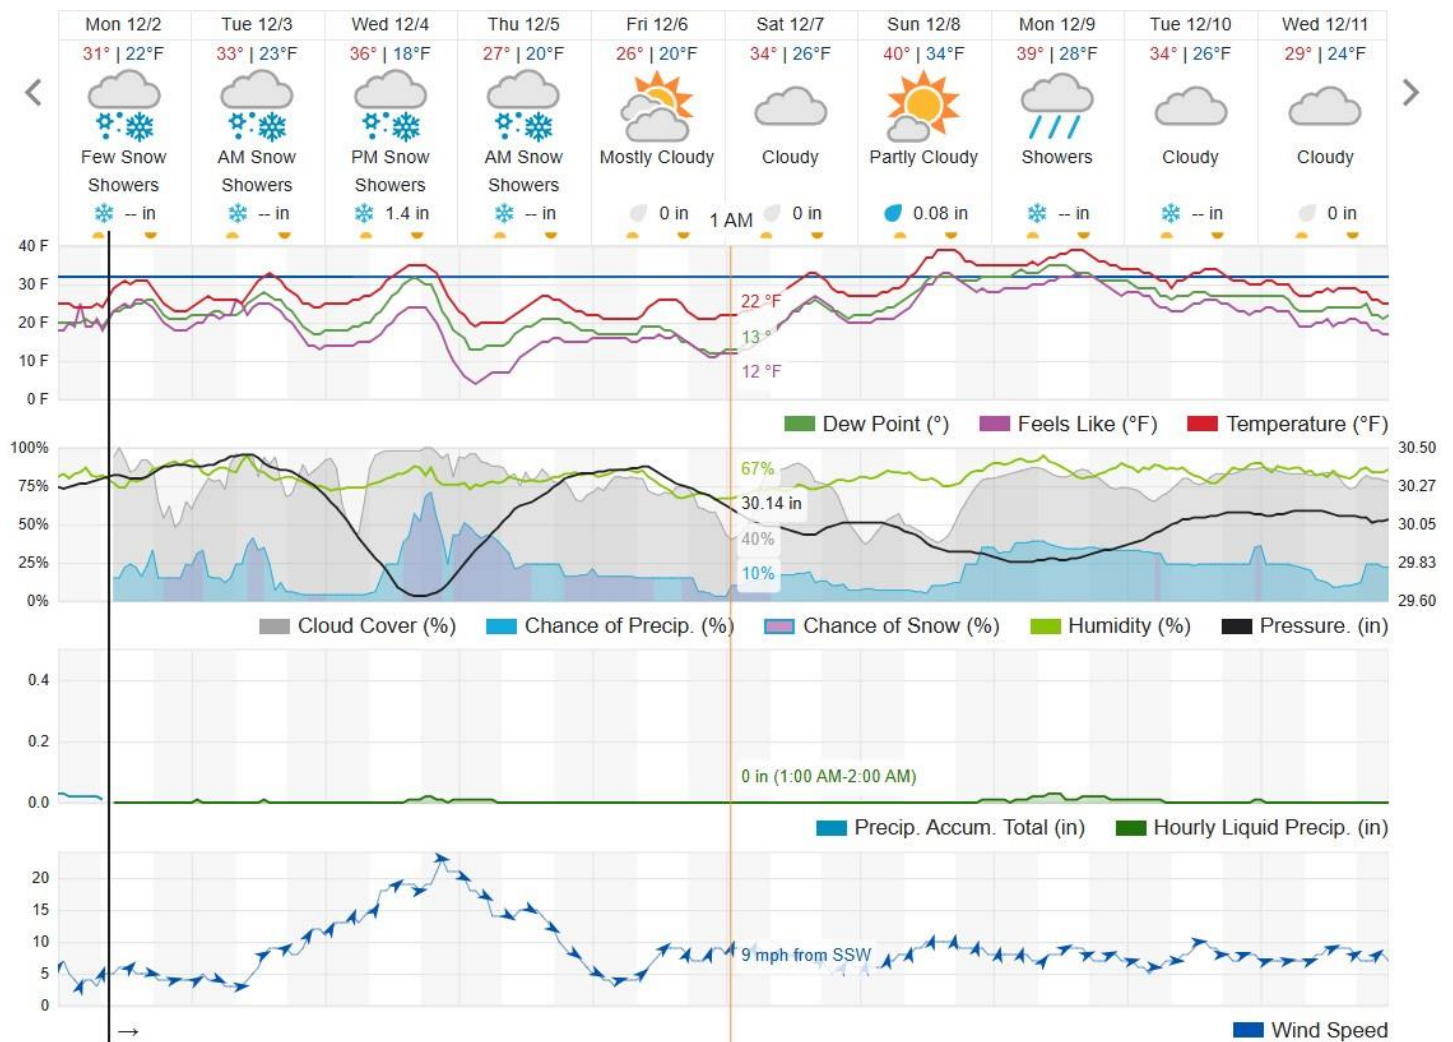 Mon 12/2 Tue 12/3 Wed 12/4 Thu 12/5 Fri 12/6 Sat 12/7 Sun 12/8 Mon 12/9 Tue 12/10 Wed 12/11
31° | 22°F 33° | 23°F 36° | 18°F 27° | 20°F 26° | 20°F 34° | 26°F 40° | 34°F 39° | 28°F 34° | 26°F 29° | 24°F
Few Snow AM Snow PM Snow AM Snow Mostly Cloudy Cloudy Partly Cloudy Showers Cloudy Cloudy
Showers Showers Showers Showers
-- in -- in 1.4 in -- in 0 in 0 in 0.08 in -- in -- in 0 in
1 AM
40 F
30 F
22 °F
20 F
13 °
10 F
12 °F
0 F
Dew Point (°) Feels Like (°F) Temperature (°F)
100% 30.50
67%
75% 30.27
30.14 in
50% 30.05
40%
25% 29.83
10%
0% 29.60
Cloud Cover (%) Chance of Precip. (%) Chance of Snow (%) Humidity (%) Pressure. (in)
0.4
0.2
0 in (1:00 AM-2:00 AM)
0.0
Precip. Accum. Total (in) Hourly Liquid Precip. (in)
20
15
10
9 mph from SSW
5
0
→
Wind Speed